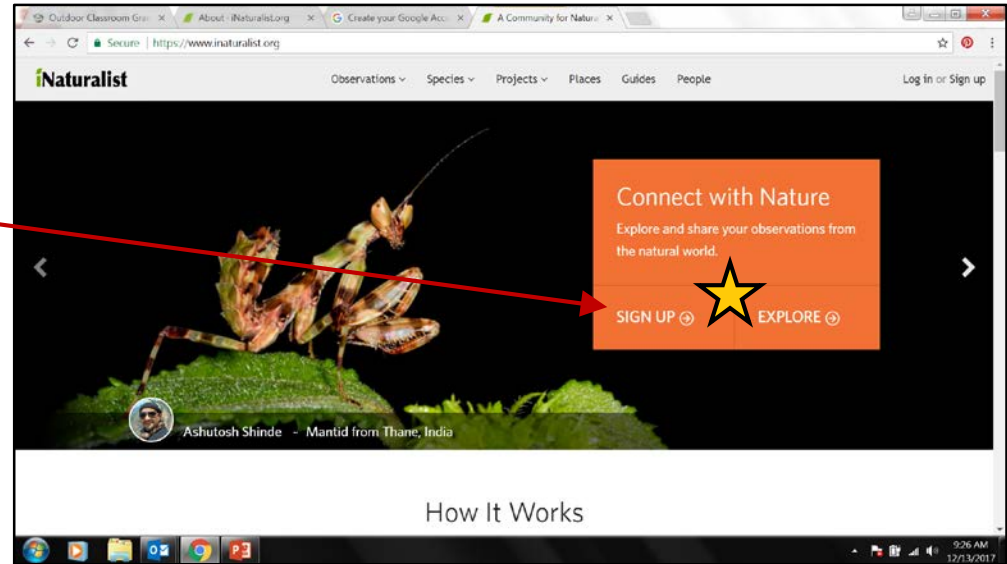 Outdoor Classroom Gra
About · iNaturalist.org
Create your Google Acco
A Community for Natura
Secure | https://www.inaturalist.org
iNaturalist
Observations Species Projects Places Guides People
Log in or Sign up
Connect with Nature
Explore and share your observations from
the natural world.
SIGN UP EXPLORE
Ashutosh Shinde - Mantid from Thane, India
How It Works
9:26 AM
12/13/2017